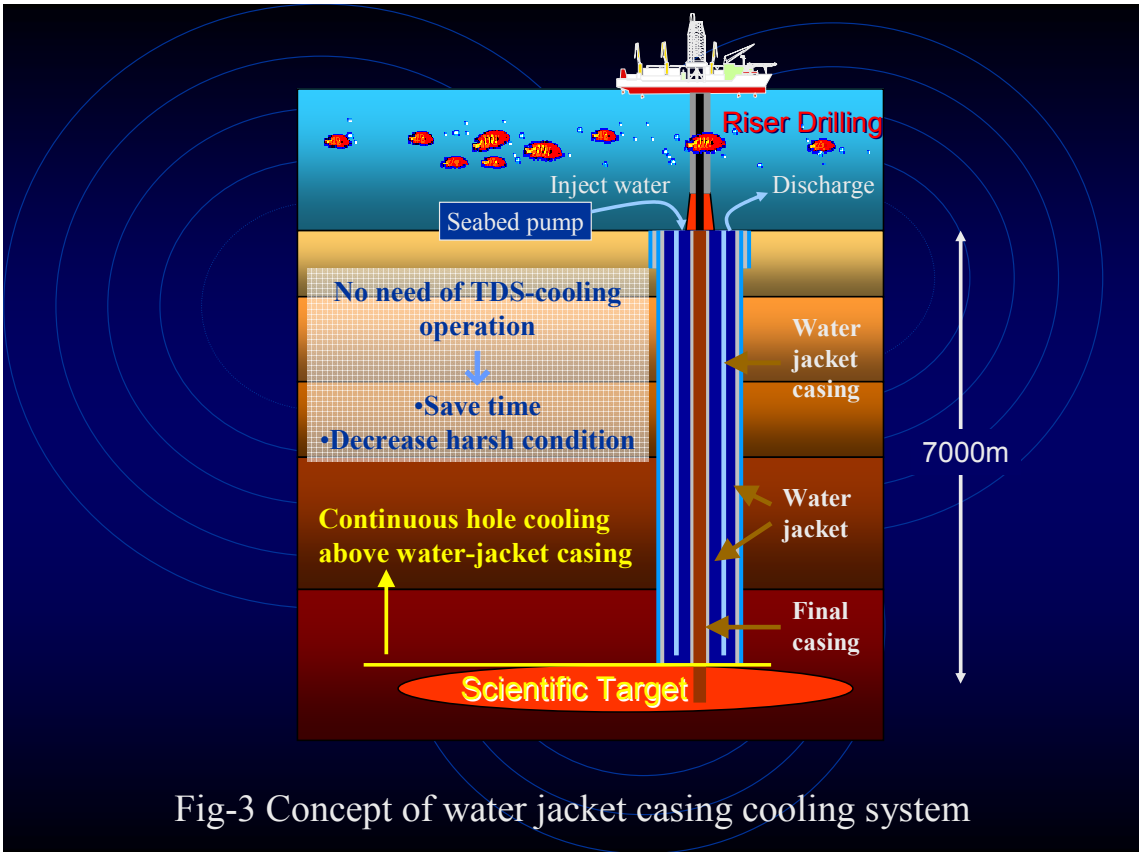 Riser Drilling
Inject water
Discharge
Seabed pump
No need of TDS-cooling
operation
•Save time
•Decrease harsh condition
Water
jacket
casing
7000m
Water
jacket
Continuous hole cooling
above water-jacket casing
Final
casing
Scientific Target
Fig-3 Concept of water jacket casing cooling system